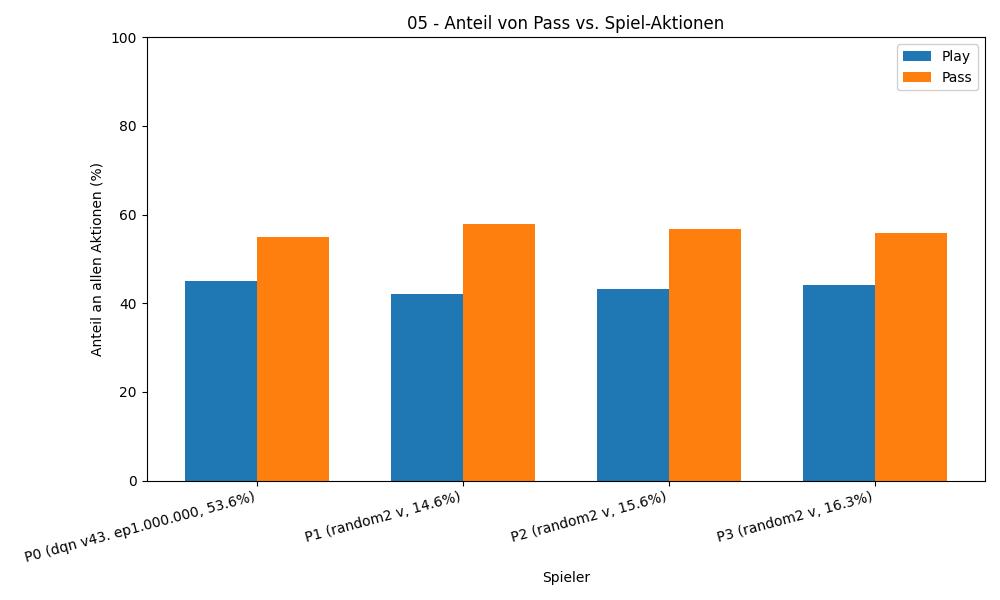 05 - Anteil von Pass vs. Spiel-Aktionen
Play
Pass
Anteil an allen Aktionen (%)
100
80
60
40
20
0
P0 (dqn v43. ep1.000.000, 53.6%)
P1 (random2 v, 14.6%)
P2 (random2 v, 15.6%)
P3 (random2 v, 16.3%)
Spieler